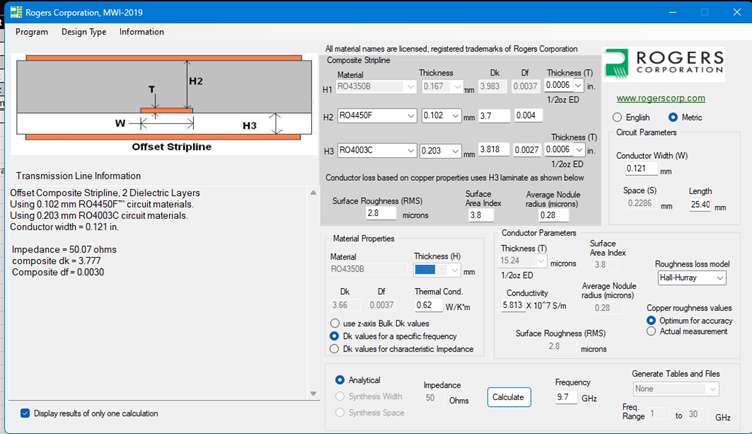 Rogers Corporation, MWI-2019
Program Design Type Information
H2
T
W
H3
Offset Stripline
Transmission Line Information
Offset Composite Stripline, 2 Dielectric Layers
Using 0.102 mm RO4450F™ circuit materials.
Using 0.203 mm RO4003C circuit materials.
Conductor width = 0.121 in.
Impedance = 50.07 ohms
composite dk = 3.777
Composite df = 0.0030
Display results of only one calculation
All material names are licensed, registered trademarks of Rogers Corporation
Composite Stripline
Material Thickness Dk Df Thickness (T)
H1 RO4350B 0.167 mm 3.983 0.0037 0.0006 in.
1/2oz ED
H2 RO4450F 0.102 mm 3.7 0.004
Thickness (T)
H3 RO4003C 0.203 mm 3.818 0.0027 0.0006 in.
1/2oz ED
Conductor loss based on copper properties uses H3 laminate as shown below
Surface Roughness (RMS) Surface Area Index Average Nodule radius (microns)
2.8 microns 3.8 0.28
ROGERS
CORPORATION
www.rogerscorp.com
English Metric
Circuit Parameters
Conductor Width (W)
0.121 mm
Space (S) Length
0.2286 mm 25.40 mm
Material Properties
Material Thickness (H)
RO4350B mm
Dk Df Thermal Cond.
3.66 0.0037 0.62 W/K*m
use z-axis Bulk Dk values
Dk values for a specific frequency
Dk values for characteristic Impedance
Conductor Parameters
Thickness (T) Surface Area Index
15.24 microns 3.8
1/2oz ED
Conductivity Average Nodule radius (microns)
5.813 X 10^7 S/m 0.28
Surface Roughness (RMS)
2.8 microns
Roughness loss model
Hall-Hurray
Copper roughness values
Optimum for accuracy
Actual measurement
Analytical
Synthesis Width
Synthesis Space
Impedance
50 Ohms
Calculate
Frequency
9.7 GHz
Generate Tables and Files
None
Freq. Range 1 to 30 GHz